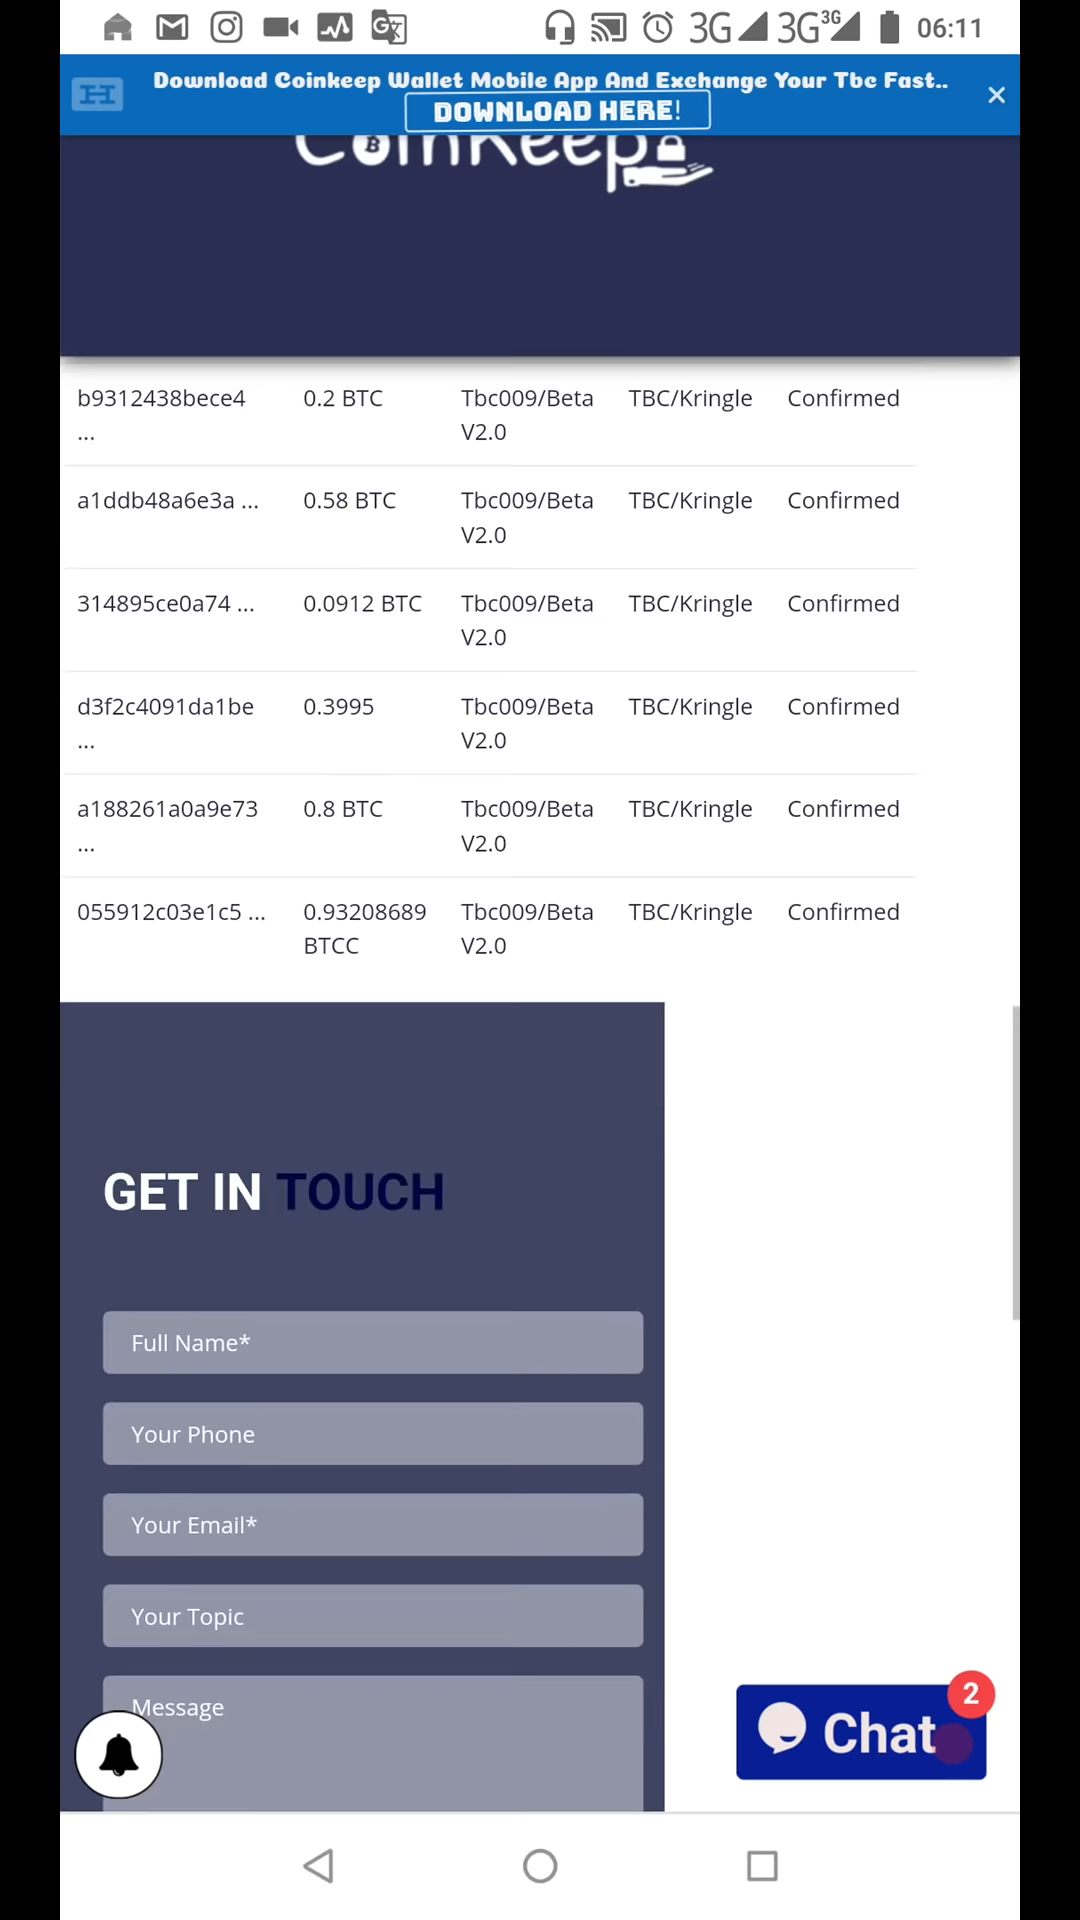 3G 3G 3G 06:11
Download Coinkeep Wallet Mobile App And Exchange Your Tbc Fast..
DOWNLOAD HERE!
CoinKeep
b9312438bece4 0.2 BTC Tbc009/Beta TBC/Kringle Confirmed
... V2.0
a1ddb48a6e3a ... 0.58 BTC Tbc009/Beta TBC/Kringle Confirmed
V2.0
314895ce0a74 ... 0.0912 BTC Tbc009/Beta TBC/Kringle Confirmed
V2.0
d3f2c4091da1be 0.3995 Tbc009/Beta TBC/Kringle Confirmed
... V2.0
a188261a0a9e73 0.8 BTC Tbc009/Beta TBC/Kringle Confirmed
... V2.0
055912c03e1c5 ... 0.93208689 Tbc009/Beta TBC/Kringle Confirmed
BTCC V2.0
GET IN TOUCH
Full Name*
Your Phone
Your Email*
Your Topic
Message
2
Chat